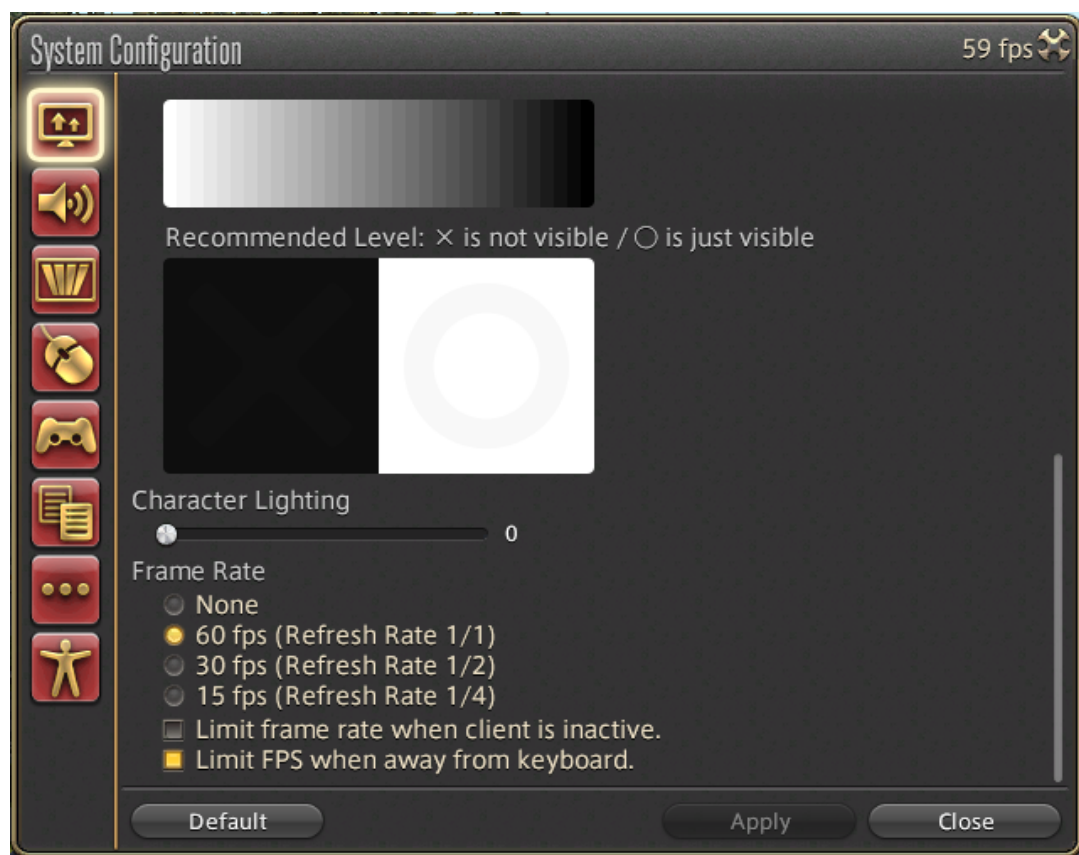 System Configuration
59 fps
Recommended Level: × is not visible / ○ is just visible
Character Lighting
0
Frame Rate
None
60 fps (Refresh Rate 1/1)
30 fps (Refresh Rate 1/2)
15 fps (Refresh Rate 1/4)
Limit frame rate when client is inactive.
Limit FPS when away from keyboard.
Default
Apply
Close